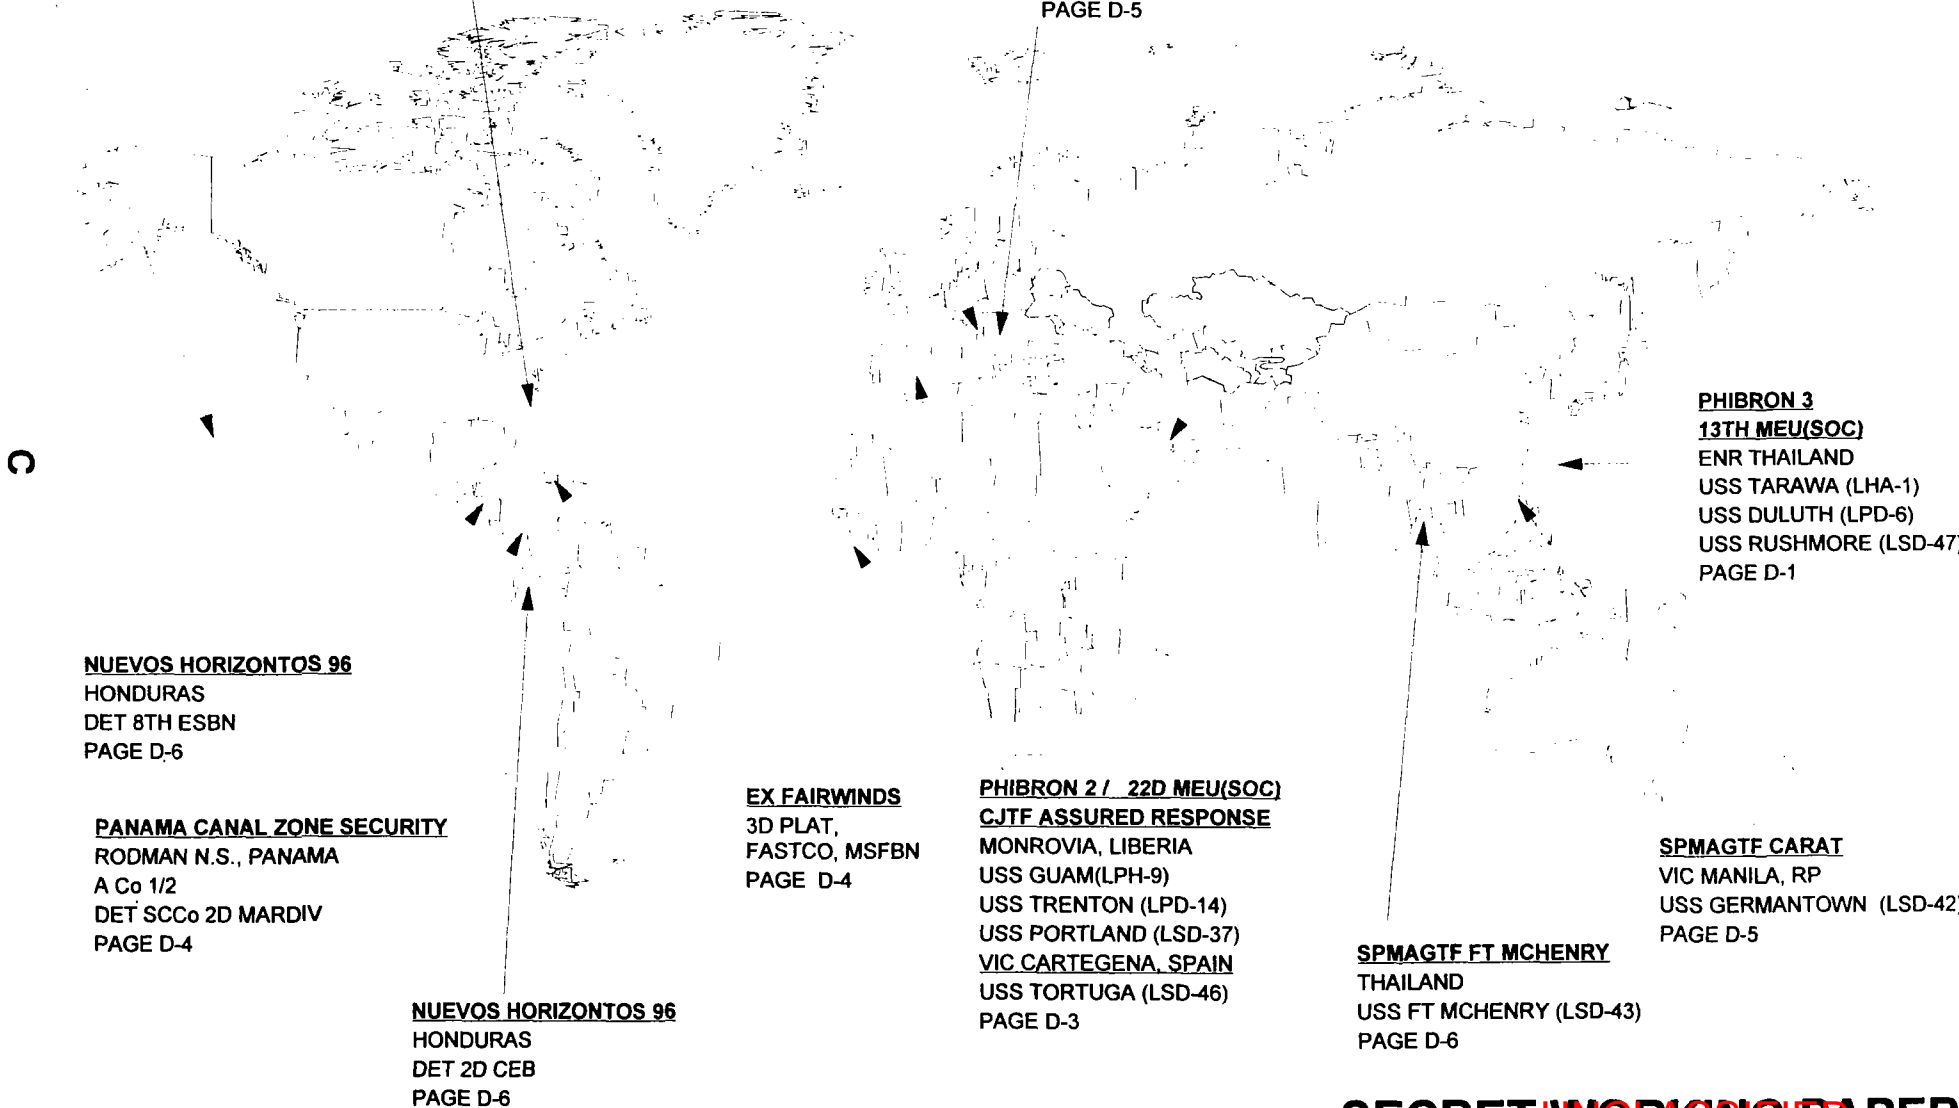 PAGE D-5
C
PHIBRON 3
13TH MEU(SOC)
ENR THAILAND
USS TARAWA (LHA-1)
USS DULUTH (LPD-6)
USS RUSHMORE (LSD-47)
PAGE D-1
NUEVOS HORIZONTOS 96
HONDURAS
DET 8TH ESBN
PAGE D-6
PANAMA CANAL ZONE SECURITY
RODMAN N.S., PANAMA
A Co 1/2
DET SCCo 2D MARDIV
PAGE D-4
NUEVOS HORIZONTOS 96
HONDURAS
DET 2D CEB
PAGE D-6
EX FAIRWINDS
3D PLAT,
FASTCO, MSFBN
PAGE D-4
PHIBRON 2 / 22D MEU(SOC)
CJTF ASSURED RESPONSE
MONROVIA, LIBERIA
USS GUAM(LPH-9)
USS TRENTON (LPD-14)
USS PORTLAND (LSD-37)
VIC CARTEGENA, SPAIN
USS TORTUGA (LSD-46)
PAGE D-3
SPMAGTF FT MCHENRY
THAILAND
USS FT MCHENRY (LSD-43)
PAGE D-6
SPMAGTF CARAT
VIC MANILA, RP
USS GERMANTOWN (LSD-42)
PAGE D-5